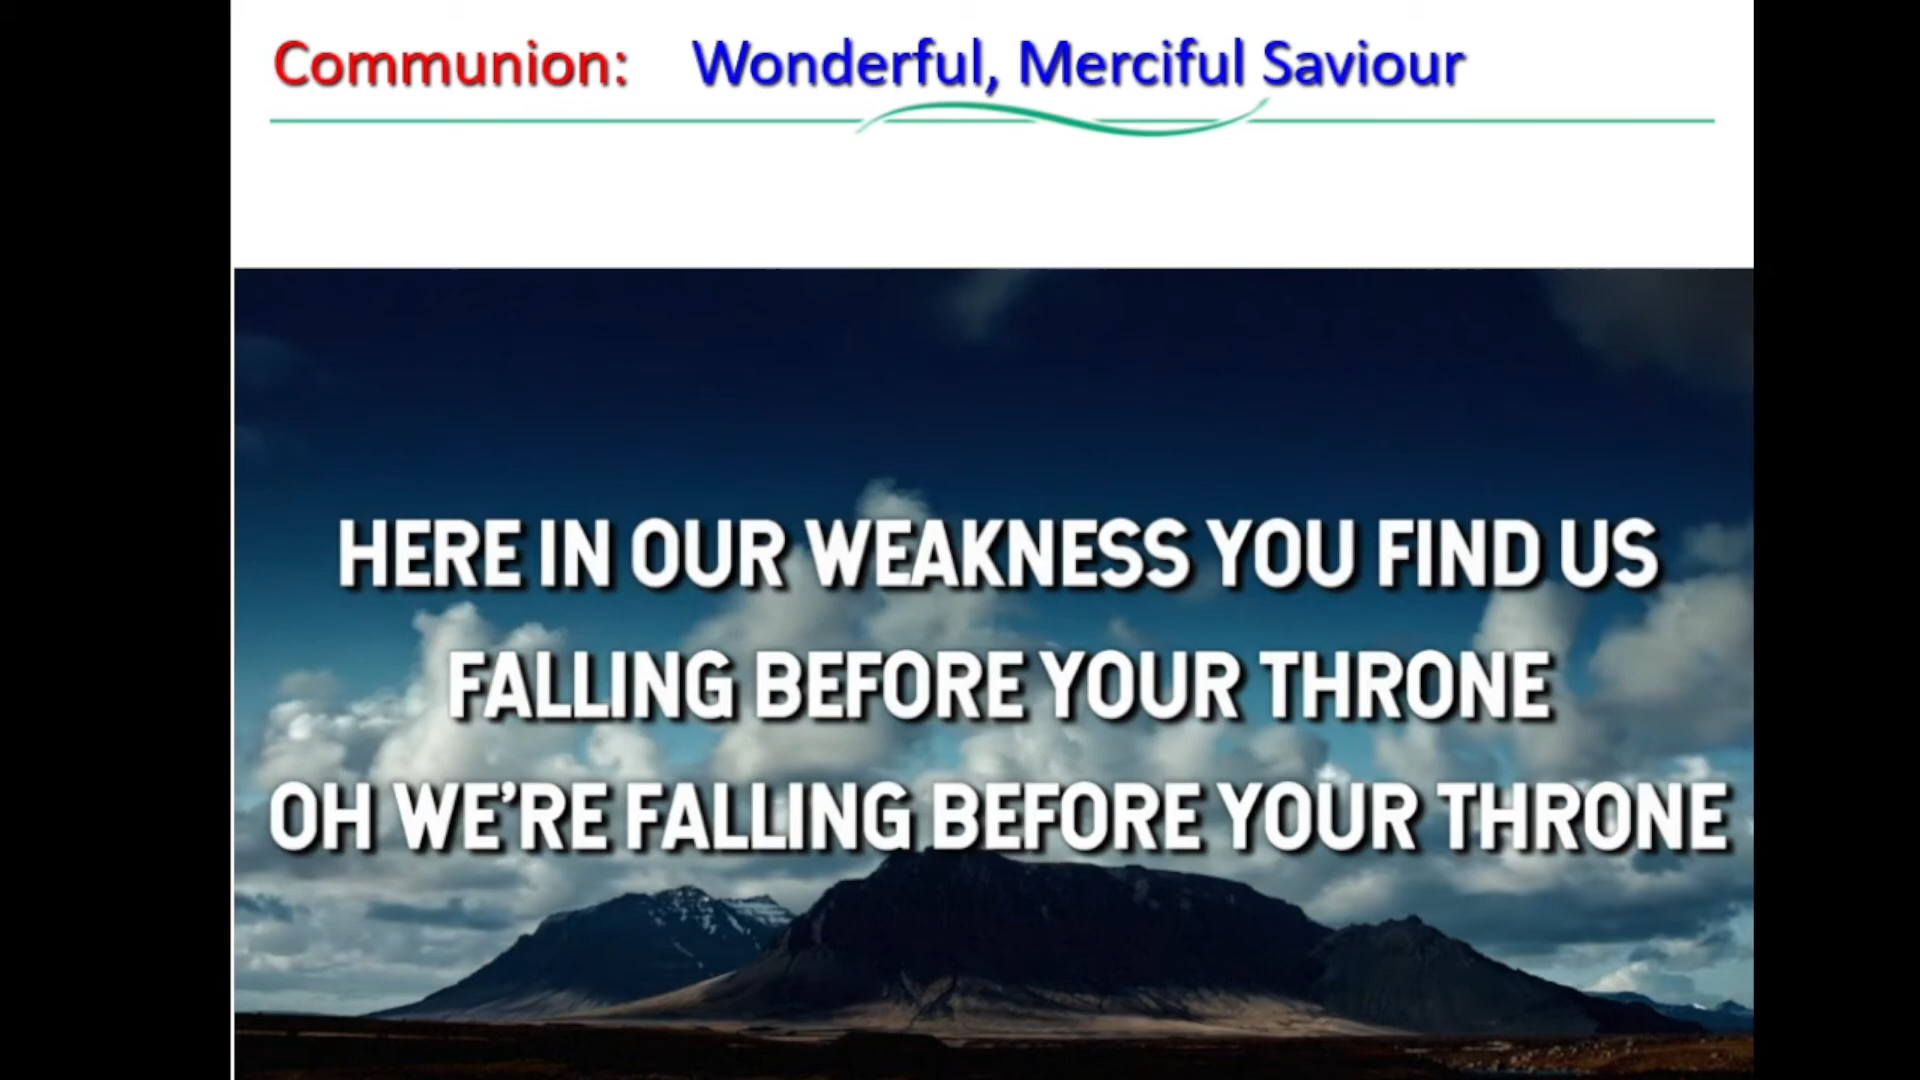 Communion: Wonderful, Merciful Saviour
HERE IN OUR WEAKNESS YOU FIND US
FALLING BEFORE YOUR THRONE
OH WE'RE FALLING BEFORE YOUR THRONE